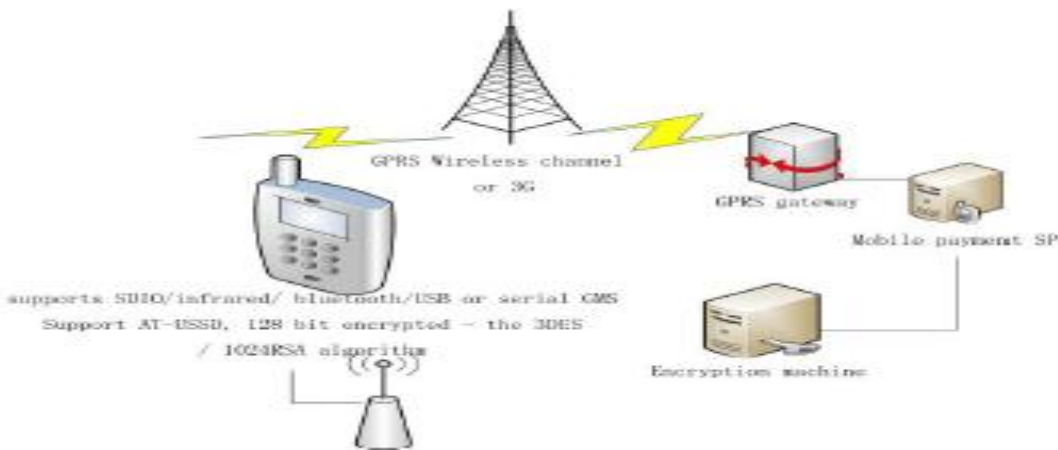 GPRS Wireless channel
or 3G
GPRS gateway
Mobile payment SP
supports SDIO/infrared/ bluetooth/USB or serial GMS
Support AT-USSD, 128 bit encrypted - the 3DES
/ 1024RSA algorithm
Encryption machine